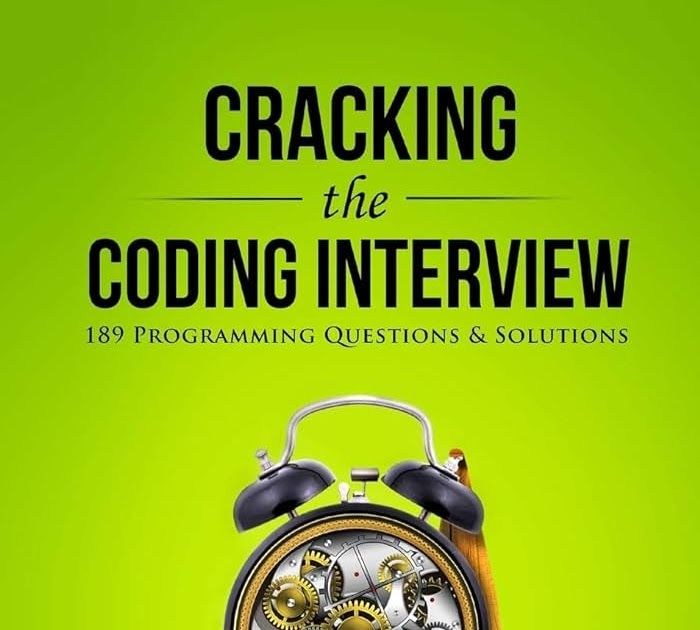 CRACKING
the
CODING INTERVIEW
189 PROGRAMMING QUESTIONS & SOLUTIONS